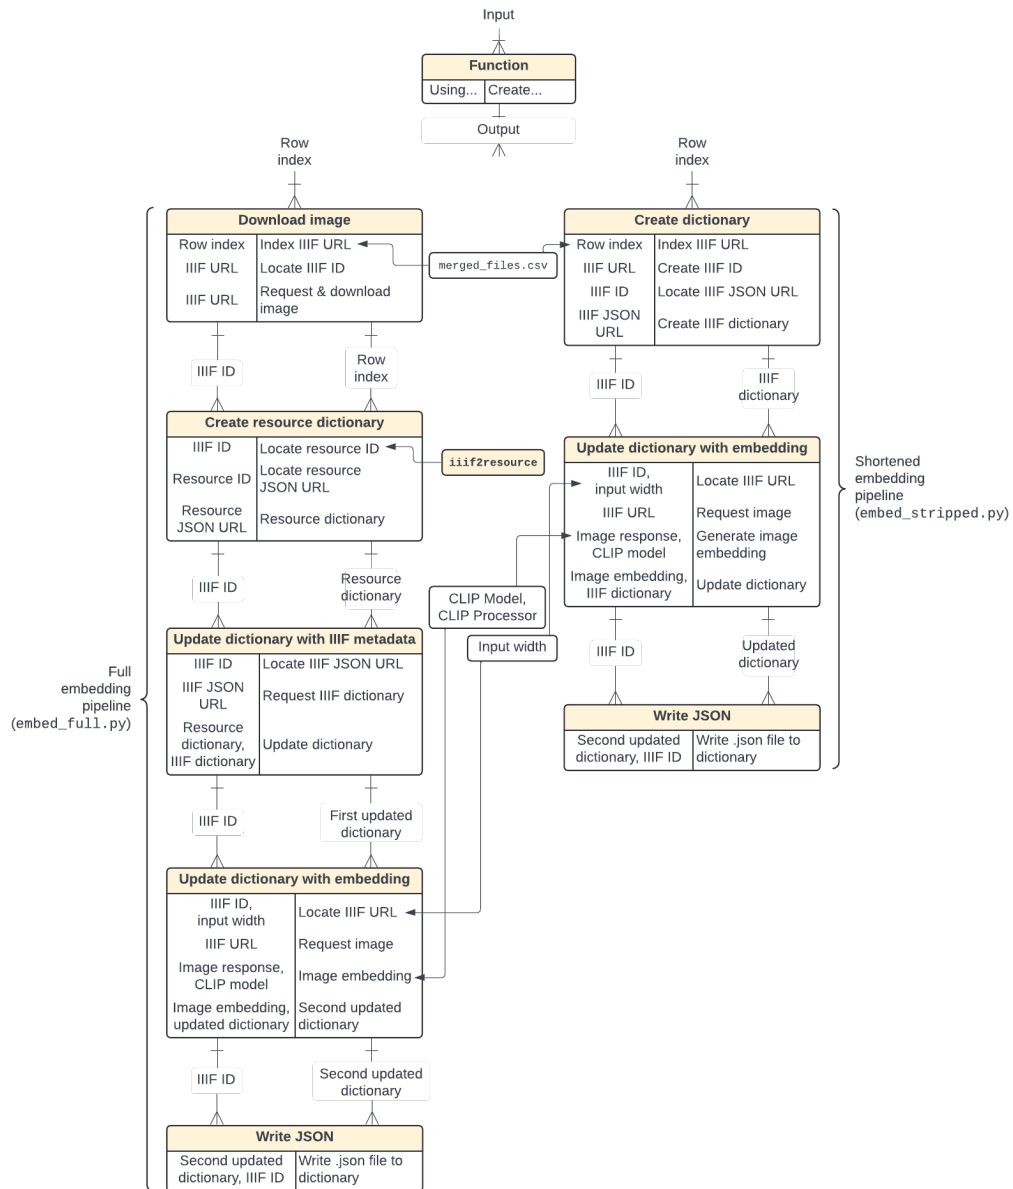 Input
Function
Using... Create...
Output
Row
index
Download image
Row index Index IIIF URL
IIIF URL Locate IIIF ID
IIIF URL Request & download
image
IIIF ID
Row
index
Create resource dictionary
IIIF ID Locate resource ID
Resource ID Locate resource
JSON URL
Resource
JSON URL Resource dictionary
IIIF ID
Resource
dictionary
Update dictionary with IIIF metadata
IIIF ID Locate IIIF JSON URL
IIIF JSON
URL Request IIIF dictionary
Resource
dictionary,
IIIF dictionary Update dictionary
IIIF ID
First updated
dictionary
Update dictionary with embedding
IIIF ID,
input width Locate IIIF URL
IIIF URL Request image
Image response,
CLIP model Image embedding
Image embedding,
updated dictionary
Second updated
dictionary
IIIF ID
Second updated
dictionary
Write JSON
Second updated
dictionary, IIIF ID
Write .json file to
dictionary
Full
embedding
pipeline
(embed_full.py)
merged_files.csv
iiif2resource
CLIP Model,
CLIP Processor
Input width
Row
index
Create dictionary
Row index Index IIIF URL
IIIF URL Create IIIF ID
IIIF ID Locate IIIF JSON URL
IIIF JSON
URL Create IIIF dictionary
IIIF ID
IIIF
dictionary
Update dictionary with embedding
IIIF ID,
input width Locate IIIF URL
IIIF URL Request image
Image response,
CLIP model
Generate image
embedding
Image embedding,
IIIF dictionary Update dictionary
IIIF ID
Updated
dictionary
Write JSON
Second updated
dictionary, IIIF ID
Write .json file to
dictionary
Shortened
embedding
pipeline
(embed_stripped.py)